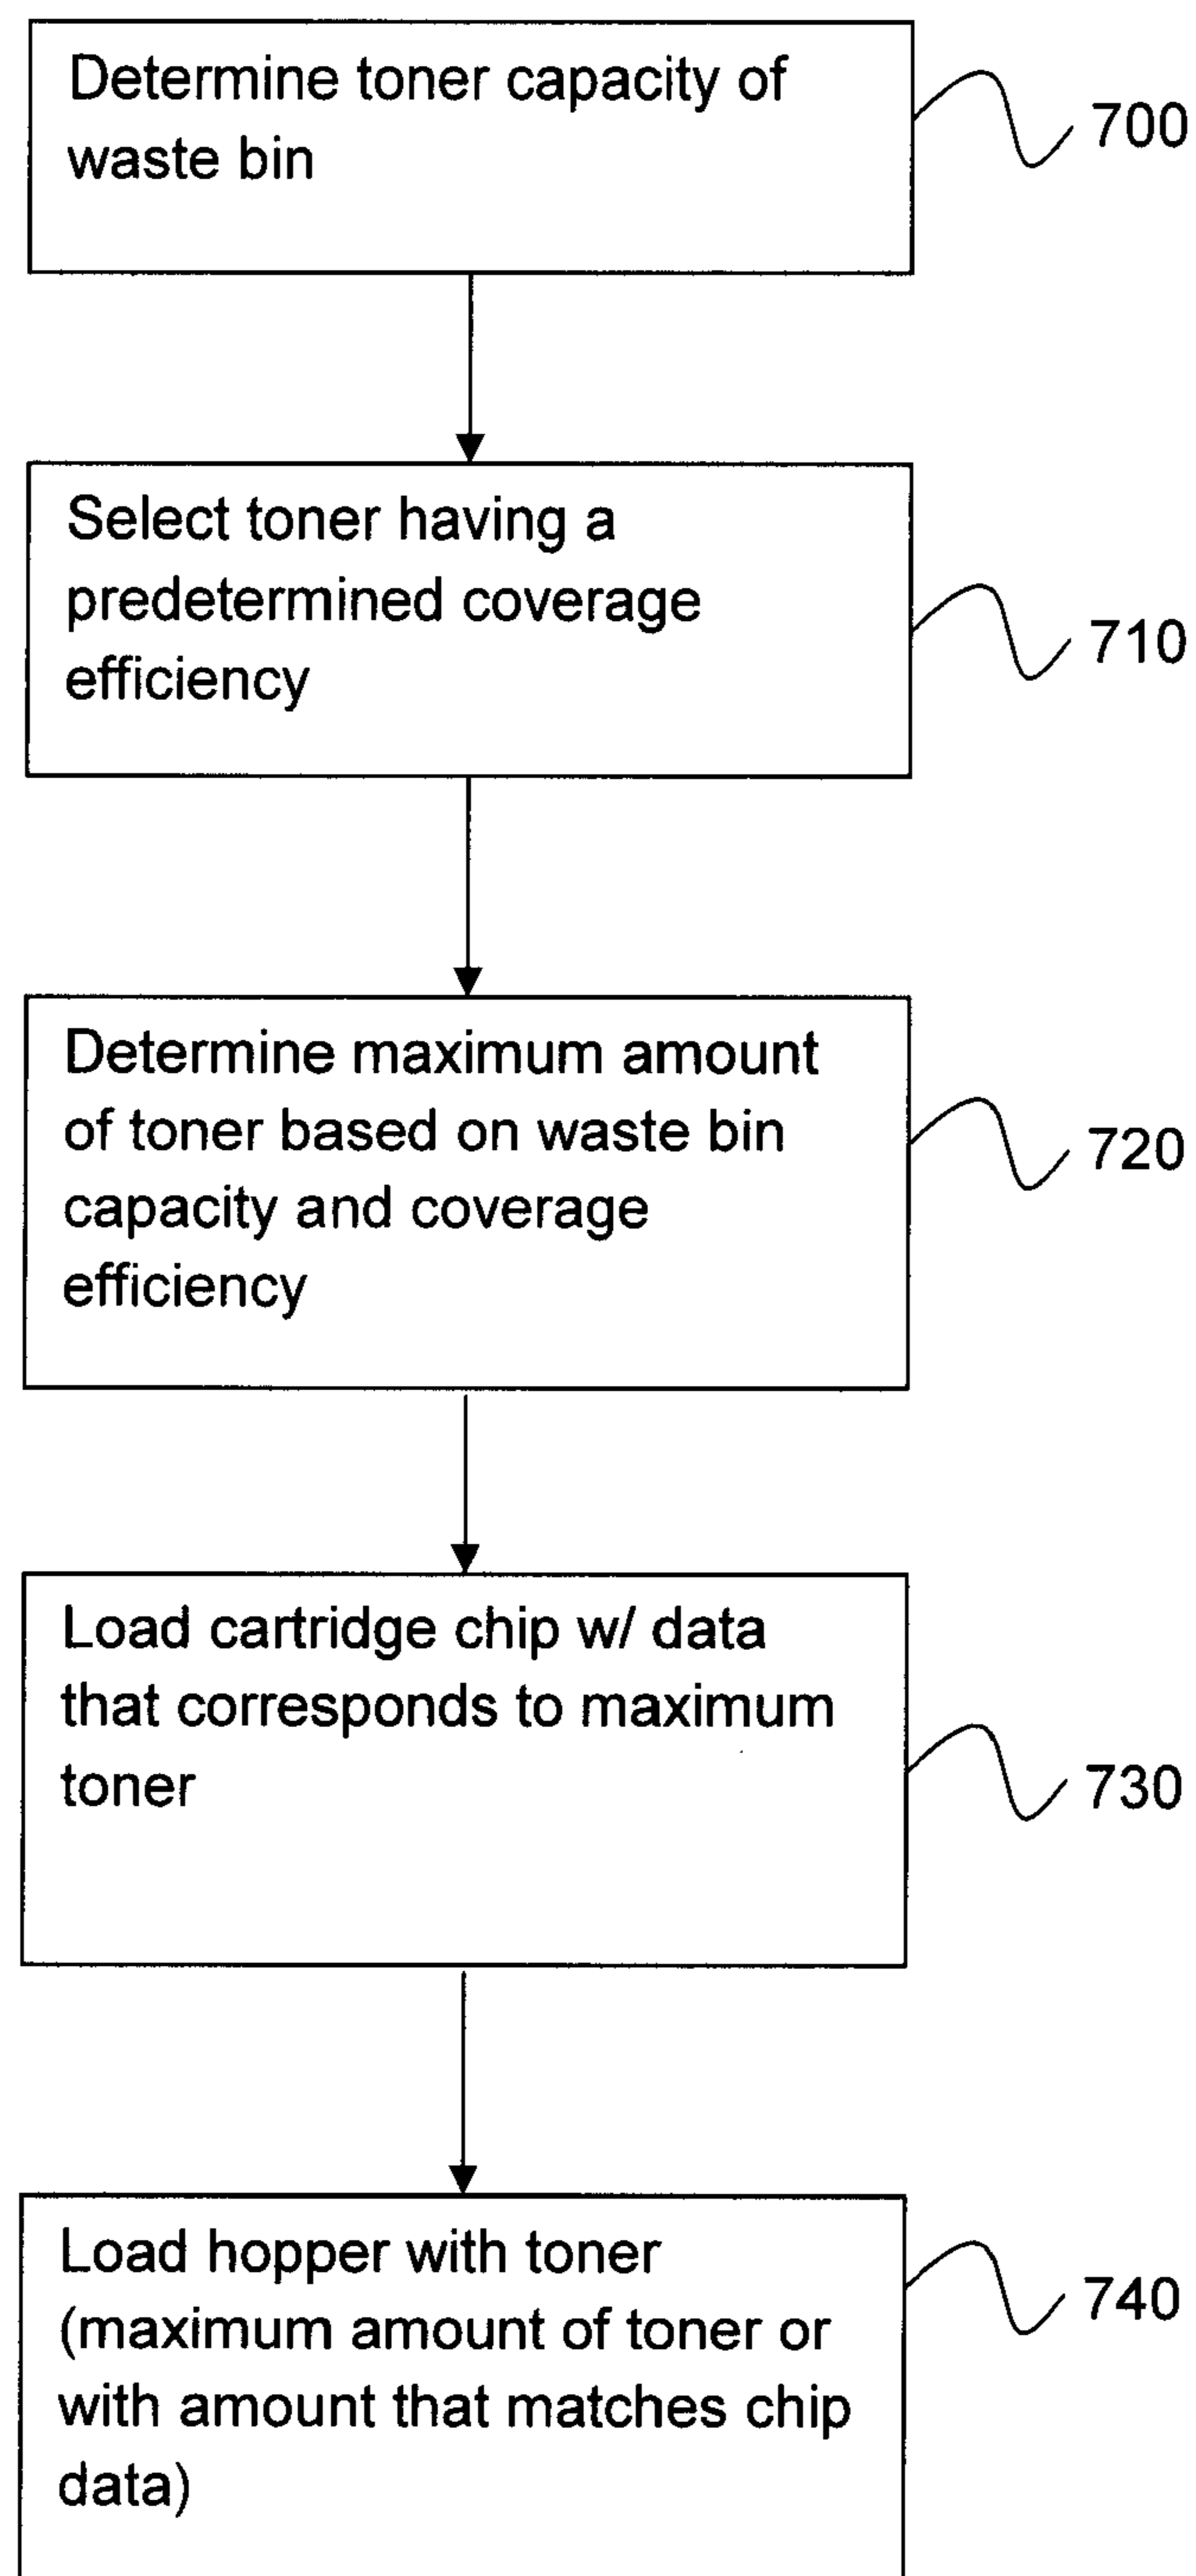 Determine toner capacity of
waste bin
700
Select toner having a
predetermined coverage
efficiency
710
Determine maximum amount
of toner based on waste bin
capacity and coverage
efficiency
720
Load cartridge chip w/ data
that corresponds to maximum
toner
730
Load hopper with toner
(maximum amount of toner or
with amount that matches chip
data)
740